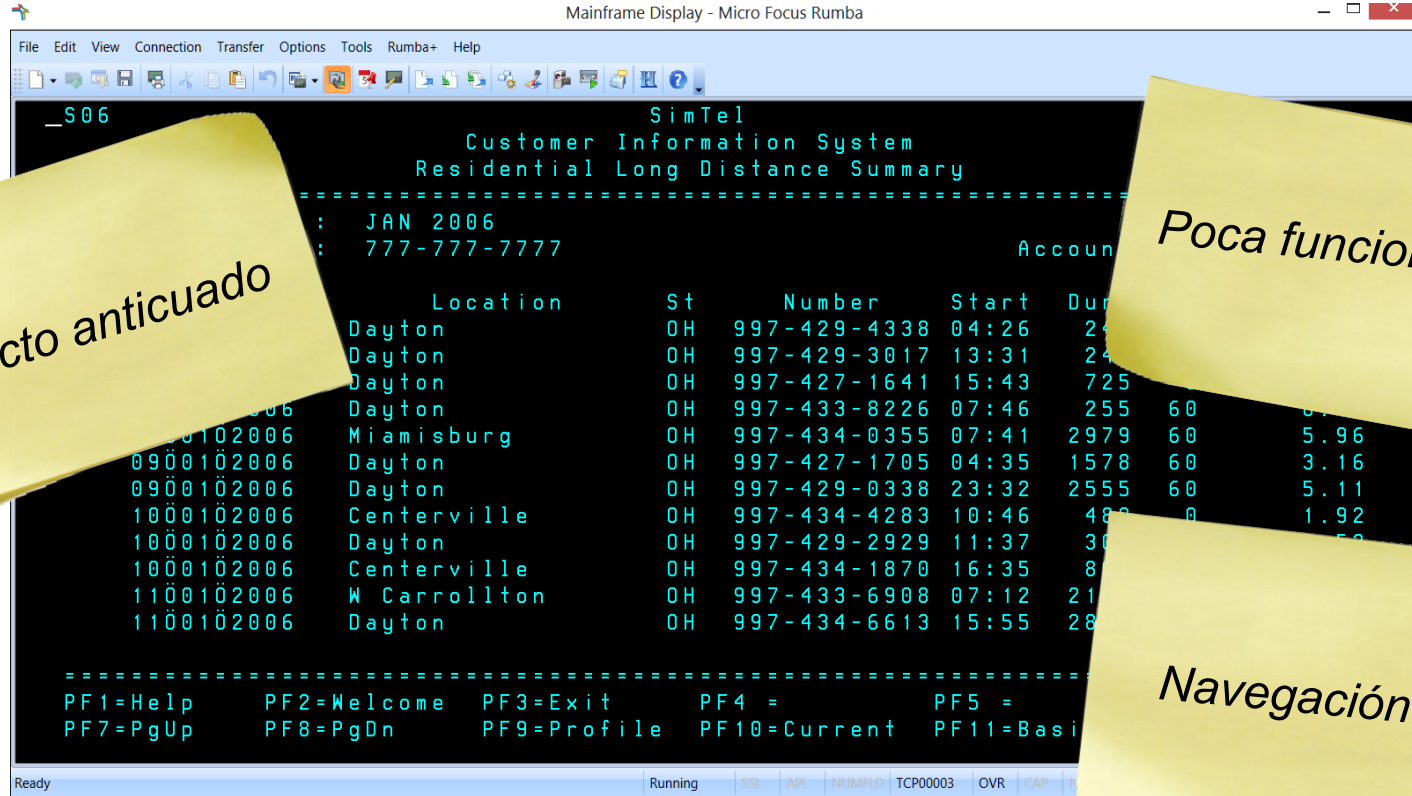 Mainframe Display - Micro Focus Rumba
File Edit View Connection Transfer Options Tools Rumba+ Help
_S06 SimTel
Customer Information System
Residential Long Distance Summary
: JAN 2006
: 777-777-7777
Location St Number Start
Dayton OH 997-429-4338 04:26
Dayton OH 997-429-3017 13:31
Dayton OH 997-427-1641 15:43 725
Dayton OH 997-433-8226 07:46 255 60
Miamisburg OH 997-434-0355 07:41 2979 60 5.96
09Ö01Ö2006 Dayton OH 997-427-1705 04:35 1578 60 3.16
09Ö01Ö2006 Dayton OH 997-429-0338 23:32 2555 60 5.11
10Ö01Ö2006 Centerville OH 997-434-4283 10:46 0 1.92
10Ö01Ö2006 Dayton OH 997-429-2929 11:37
10Ö01Ö2006 Centerville OH 997-434-1870 16:35
11Ö01Ö2006 W Carrollton OH 997-433-6908 07:12
11Ö01Ö2006 Dayton OH 997-434-6613 15:55
PF1=Help PF2=Welcome PF3=Exit PF4 = PF5 =
PF7=PgUp PF8=PgDn PF9=Profile PF10=Current PF11=Basi
Ready Running SSL APL NUMFLD TCP00003 OVR CAP
cto anticuado
Poca funcio
Navegación